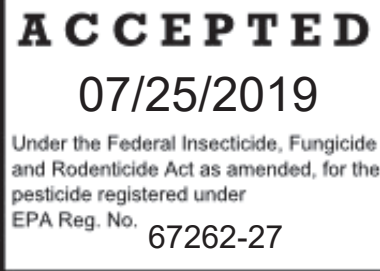 ACCEPTED
07/25/2019
Under the Federal Insecticide, Fungicide
and Rodenticide Act as amended, for the
pesticide registered under
EPA Reg. No. 67262-27